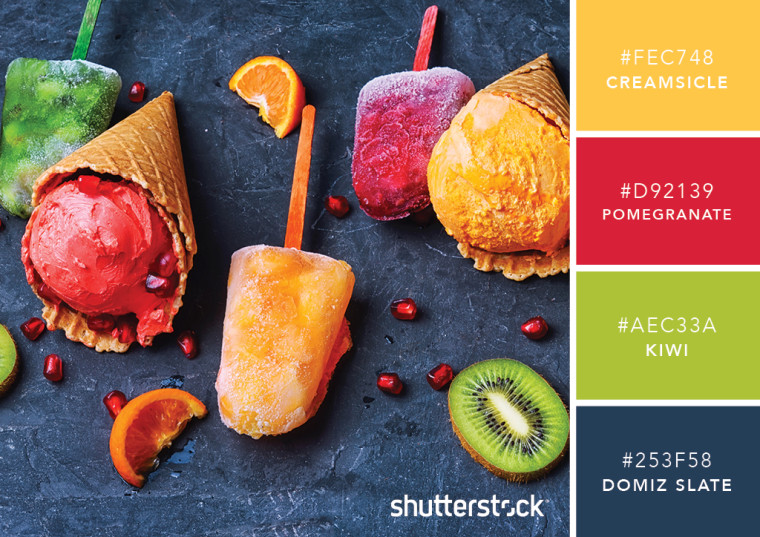 #FEC748
CREAMSICLE
#D92139
POMEGRANATE
#AEC33A
KIWI
#253F58
DOMIZ SLATE
shutterstock